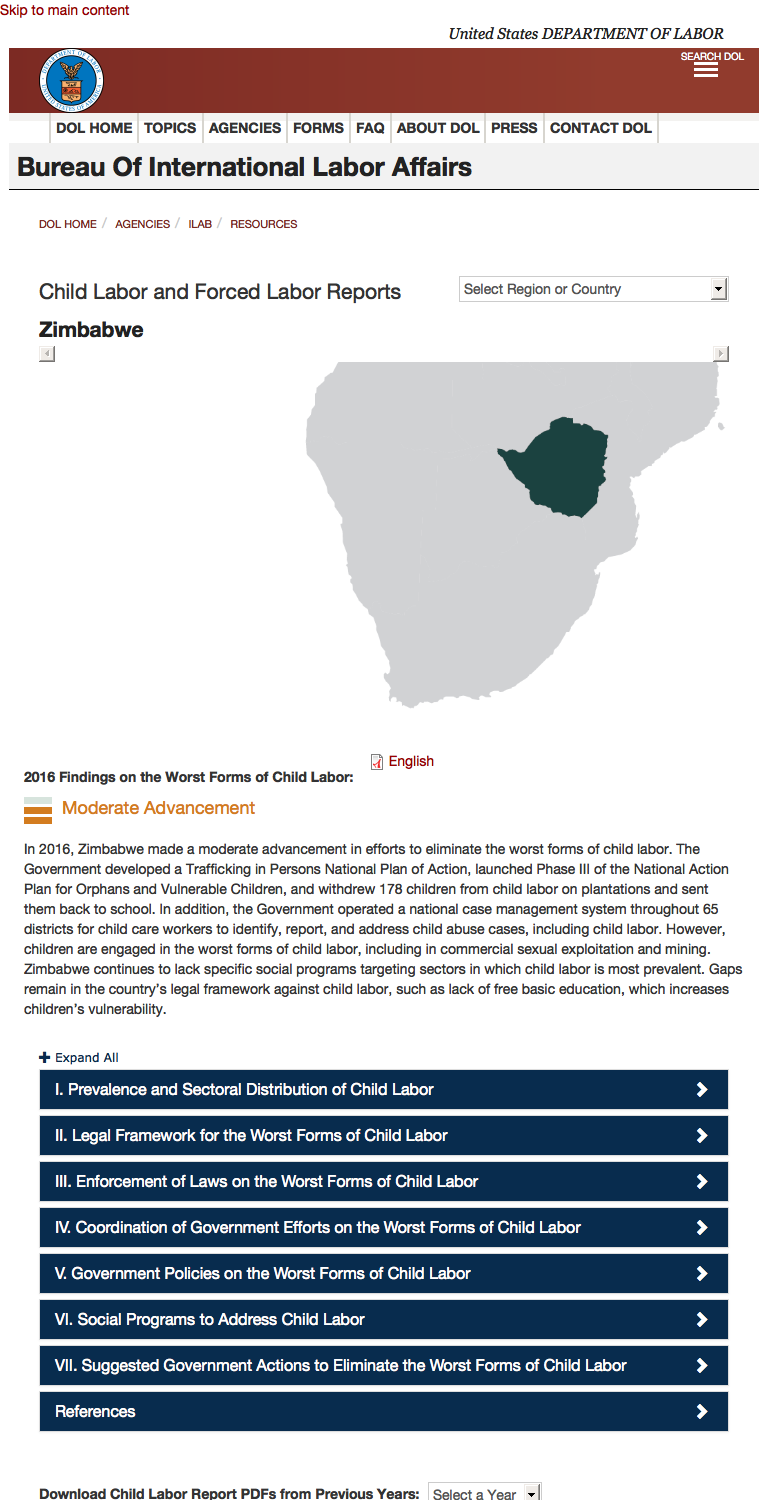 Skip to main content
United States DEPARTMENT OF LABOR
SEARCH DOL
DEPARTMENT OF LABOR
UNITED STATES OF AMERICA
DOL HOME TOPICS AGENCIES FORMS FAQ ABOUT DOL PRESS CONTACT DOL
Bureau Of International Labor Affairs
DOL HOME / AGENCIES / ILAB / RESOURCES
Child Labor and Forced Labor Reports
Select Region or Country
Zimbabwe
English
2016 Findings on the Worst Forms of Child Labor:
Moderate Advancement
In 2016, Zimbabwe made a moderate advancement in efforts to eliminate the worst forms of child labor. The
Government developed a Trafficking in Persons National Plan of Action, launched Phase III of the National Action
Plan for Orphans and Vulnerable Children, and withdrew 178 children from child labor on plantations and sent
them back to school. In addition, the Government operated a national case management system throughout 65
districts for child care workers to identify, report, and address child abuse cases, including child labor. However,
children are engaged in the worst forms of child labor, including in commercial sexual exploitation and mining.
Zimbabwe continues to lack specific social programs targeting sectors in which child labor is most prevalent. Gaps
remain in the country’s legal framework against child labor, such as lack of free basic education, which increases
children’s vulnerability.
Expand All
I. Prevalence and Sectoral Distribution of Child Labor
II. Legal Framework for the Worst Forms of Child Labor
III. Enforcement of Laws on the Worst Forms of Child Labor
IV. Coordination of Government Efforts on the Worst Forms of Child Labor
V. Government Policies on the Worst Forms of Child Labor
VI. Social Programs to Address Child Labor
VII. Suggested Government Actions to Eliminate the Worst Forms of Child Labor
References
Download Child Labor Report PDFs from Previous Years: Select a Year